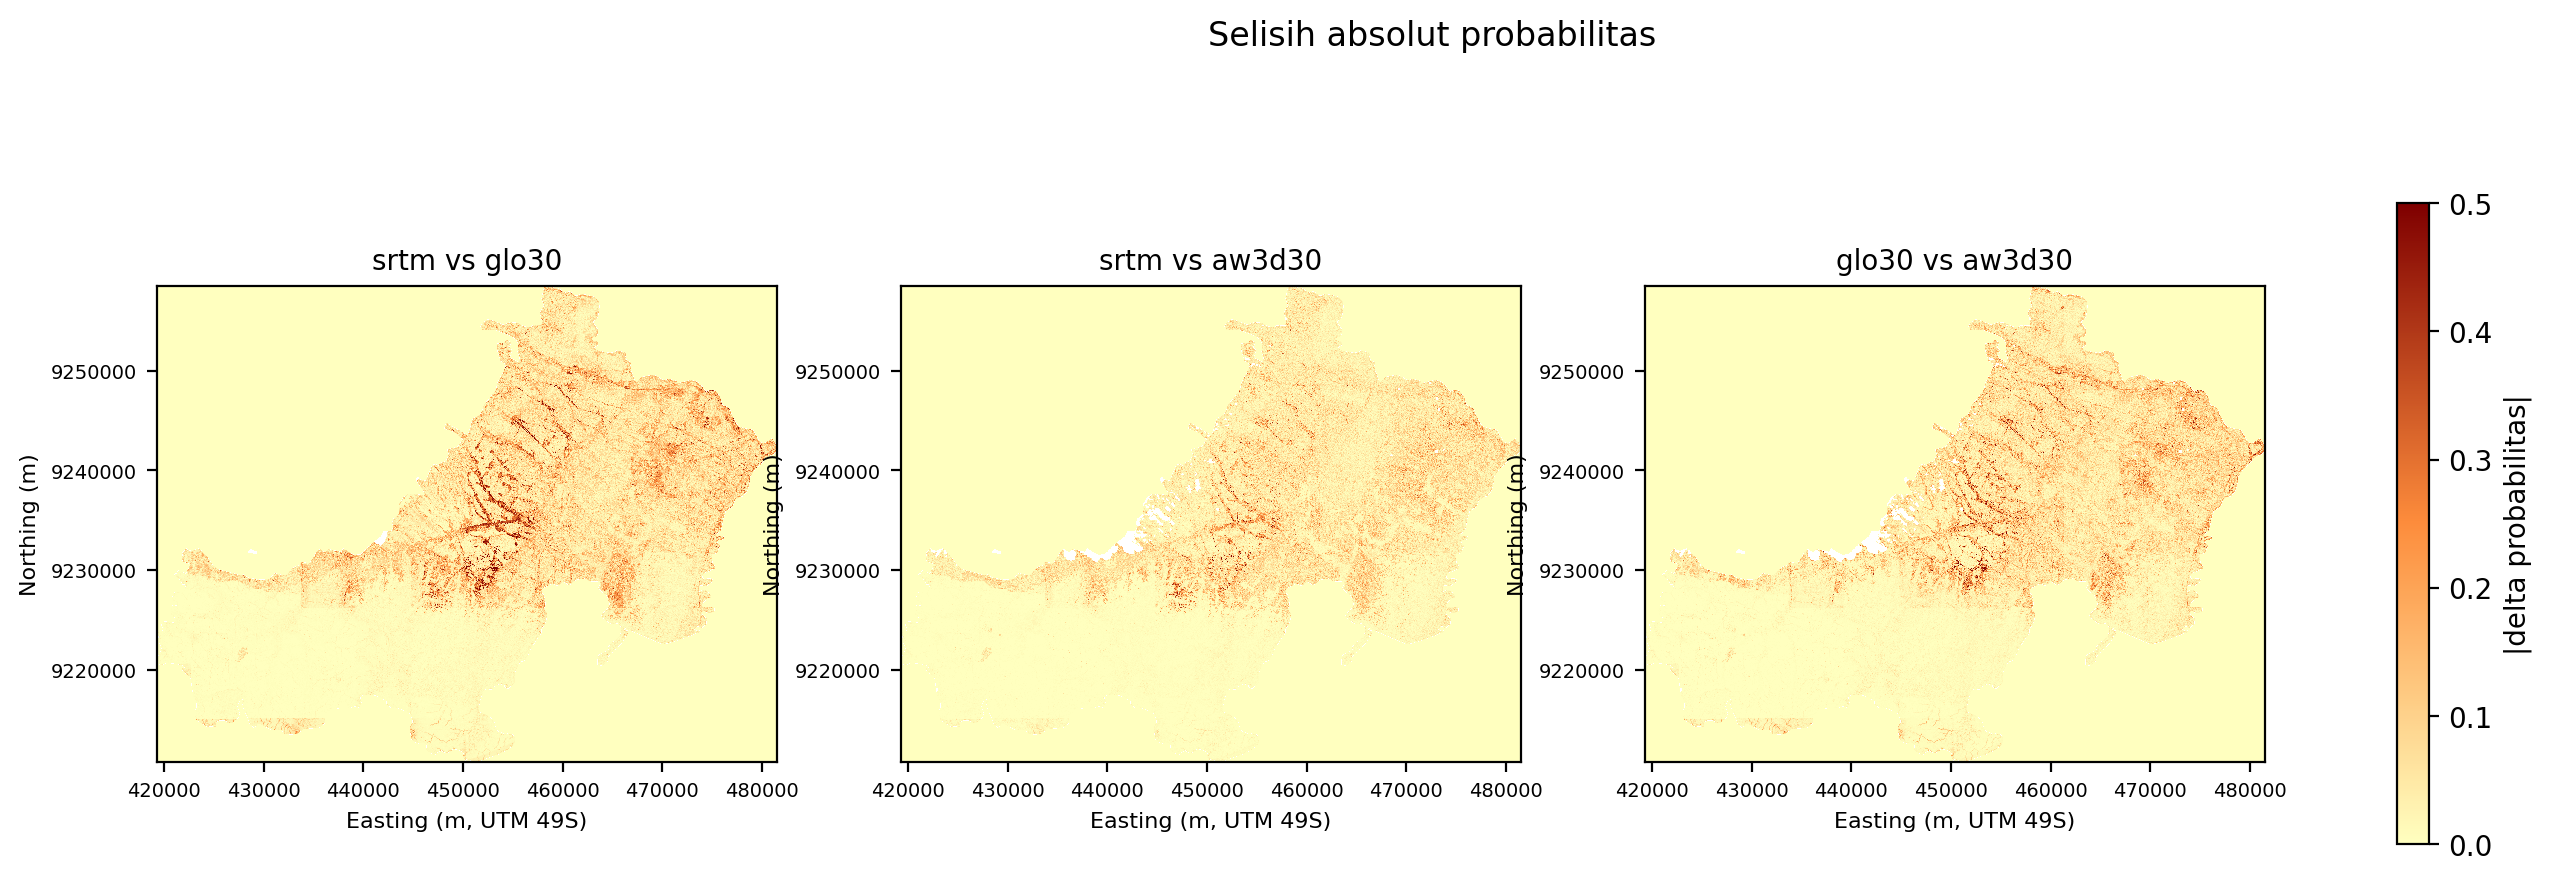 Selisih absolut probabilitas
srtm vs glo30
9250000
9240000
9230000
9220000
Northing (m)
420000 430000 440000 450000 460000 470000 480000
Easting (m, UTM 49S)
srtm vs aw3d30
9250000
9240000
9230000
9220000
Northing (m)
420000 430000 440000 450000 460000 470000 480000
Easting (m, UTM 49S)
glo30 vs aw3d30
9250000
9240000
9230000
9220000
Northing (m)
420000 430000 440000 450000 460000 470000 480000
Easting (m, UTM 49S)
0.5
0.4
0.3
0.2
0.1
0.0
|delta probabilitas|